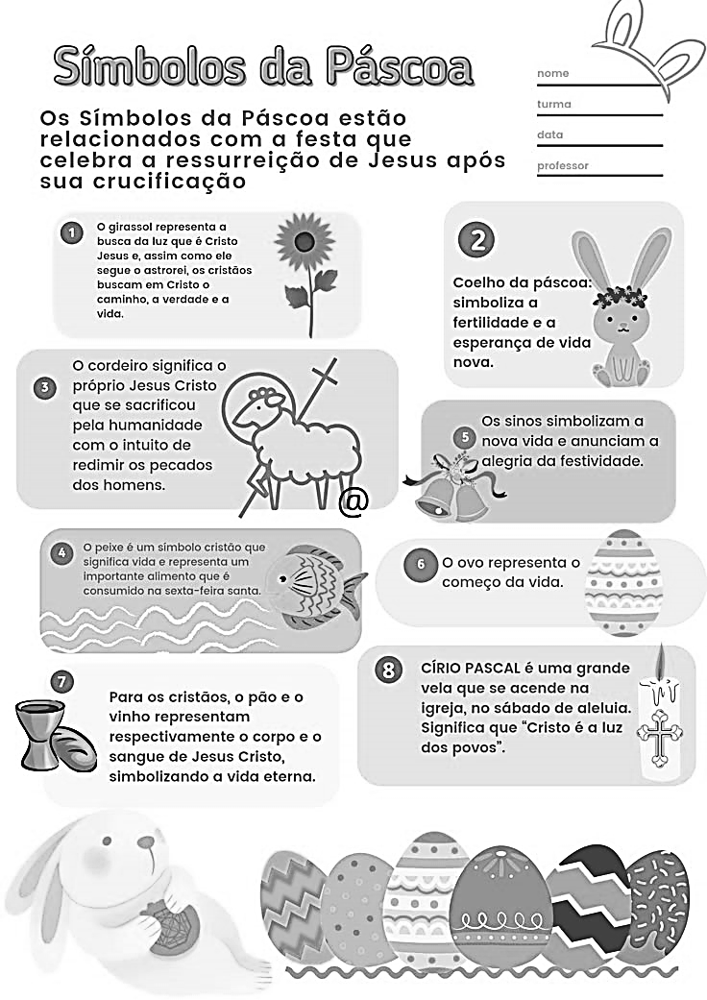 Símbolos da Páscoa
nome
turma
data
professor
Os Símbolos da Páscoa estão
relacionados com a festa que
celebra a ressurreição de Jesus após
sua crucificação
1
O girassol representa a
busca da luz que é Cristo
Jesus e, assim como ele
segue o astrorei, os cristãos
buscam em Cristo o
caminho, a verdade e a
vida.
2
Coelho da páscoa:
simboliza a
fertilidade e a
esperança de vida
nova.
3
O cordeiro significa o
próprio Jesus Cristo
que se sacrificou
pela humanidade
com o intuito de
redimir os pecados
dos homens.
@
5
Os sinos simbolizam a
nova vida e anunciam a
alegria da festividade.
4
O peixe é um símbolo cristão que
significa vida e representa um
importante alimento que é
consumido na sexta-feira santa.
6
O ovo representa o
começo da vida.
7
Para os cristãos, o pão e o
vinho representam
respectivamente o corpo e o
sangue de Jesus Cristo,
simbolizando a vida eterna.
8
CÍRIO PASCAL é uma grande
vela que se acende na
igreja, no sábado de aleluia.
Significa que “Cristo é a luz
dos povos”.